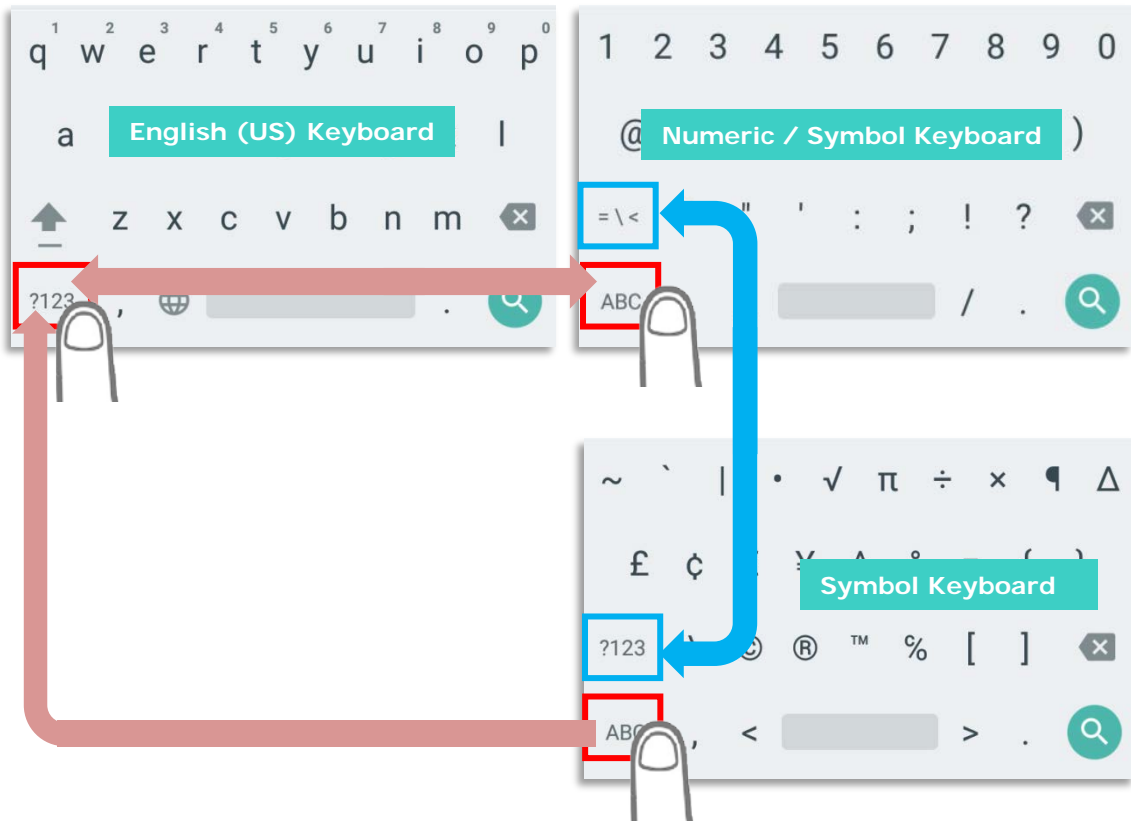 1 2 3 4 5 6 7 8 9 0
q w e r t y u i o p
a English (US) Keyboard l
z x c v b n m
?123 , .
1 2 3 4 5 6 7 8 9 0
@ Numeric / Symbol Keyboard )
= \ < " ' : ; ! ?
ABC / .
~ ` | • √ π ÷ × ¶ Δ
£ ¢
Symbol Keyboard
?123 \ © ® ™ ℅ [ ]
ABC , < > .